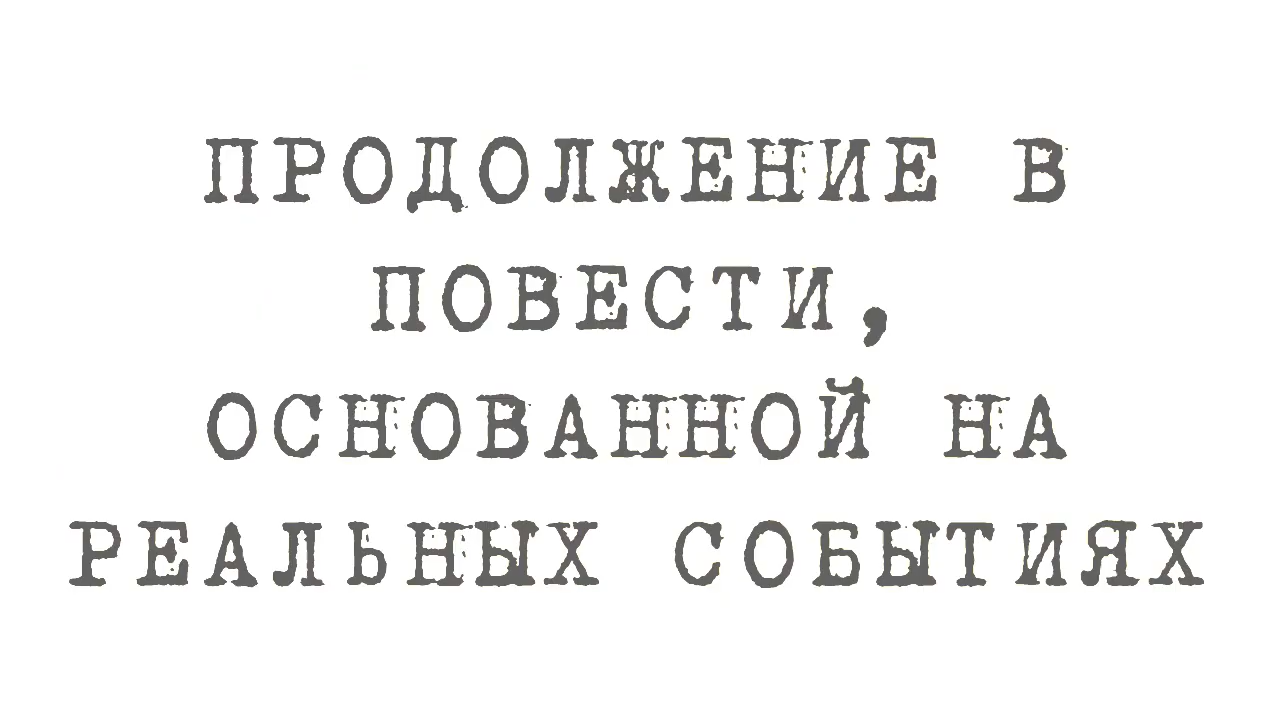 ПРОДОЛЖЕНИЕ В
ПОВЕСТИ,
ОСНОВАННОЙ НА
РЕАЛЬНЫХ СОБЫТИЯХ